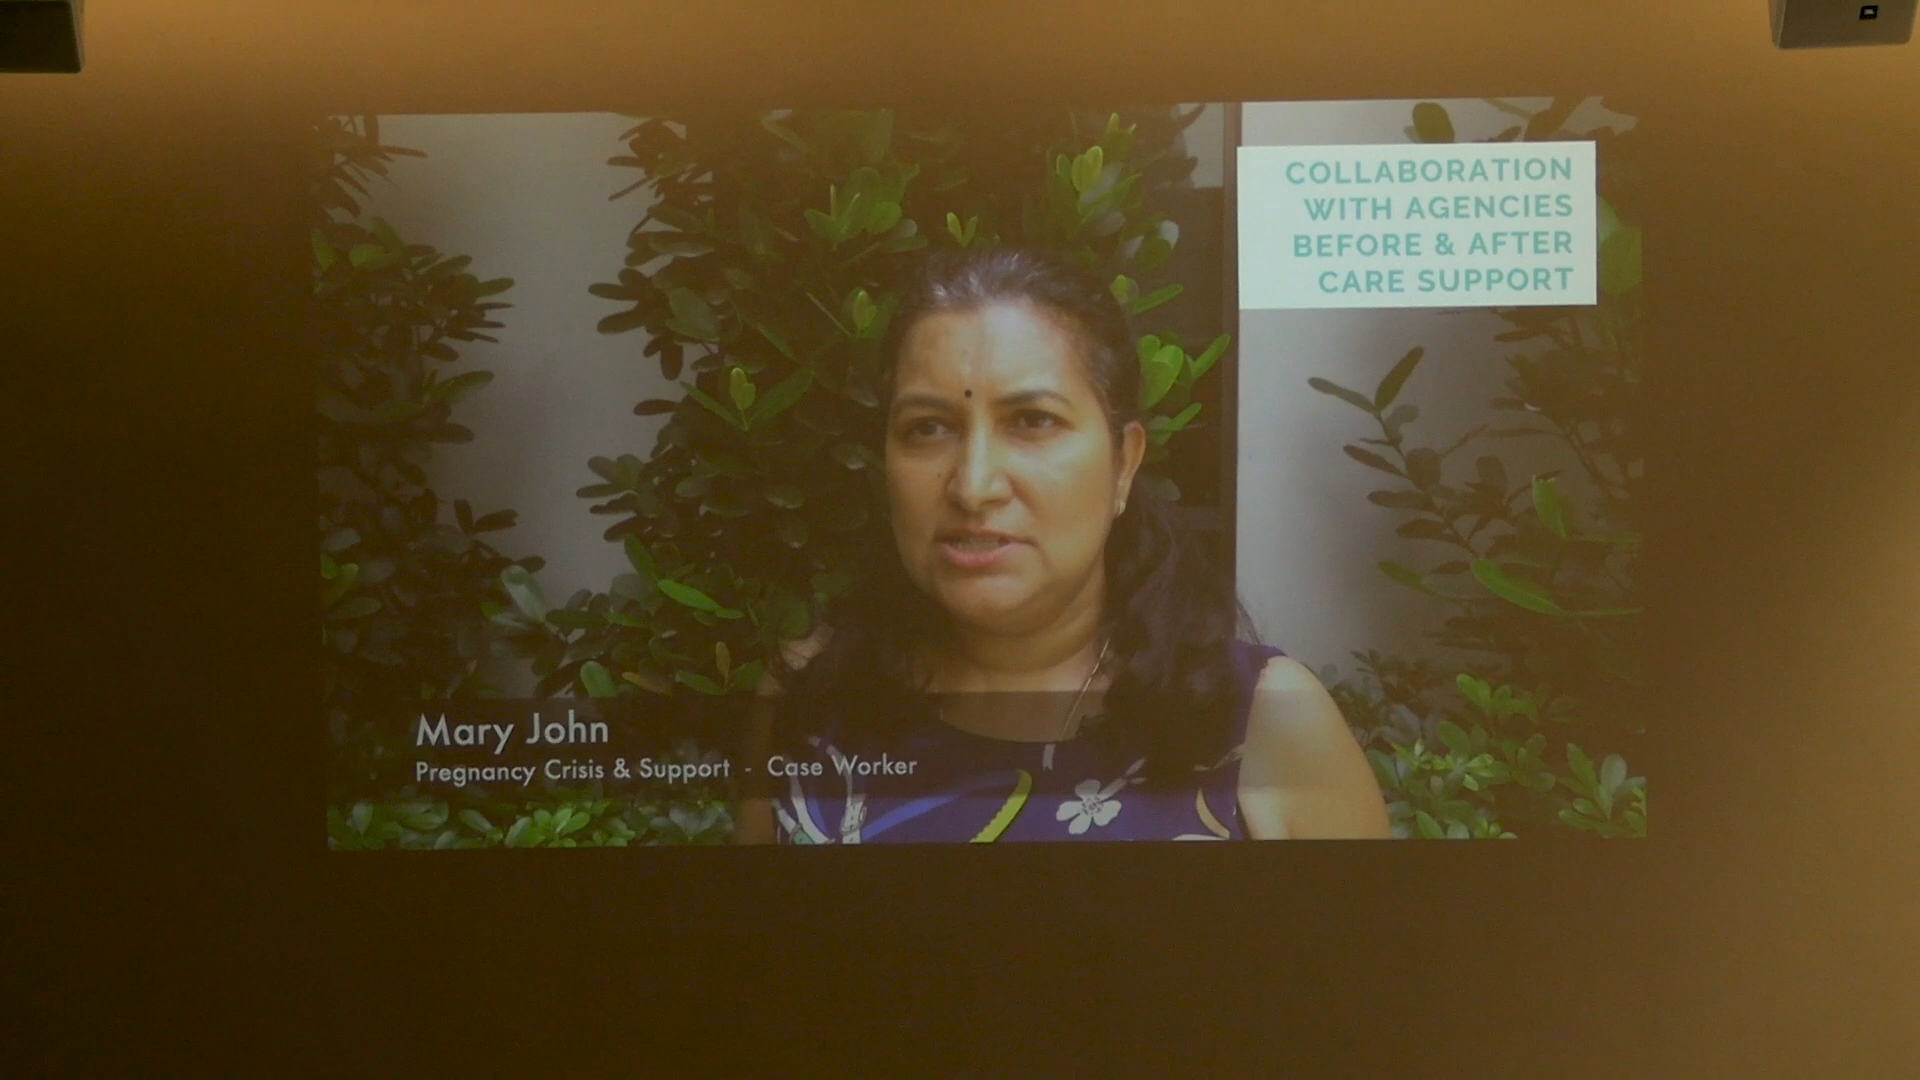 COLLABORATION
WITH AGENCIES
BEFORE & AFTER
CARE SUPPORT
Mary John
Pregnancy Crisis & Support - Case Worker